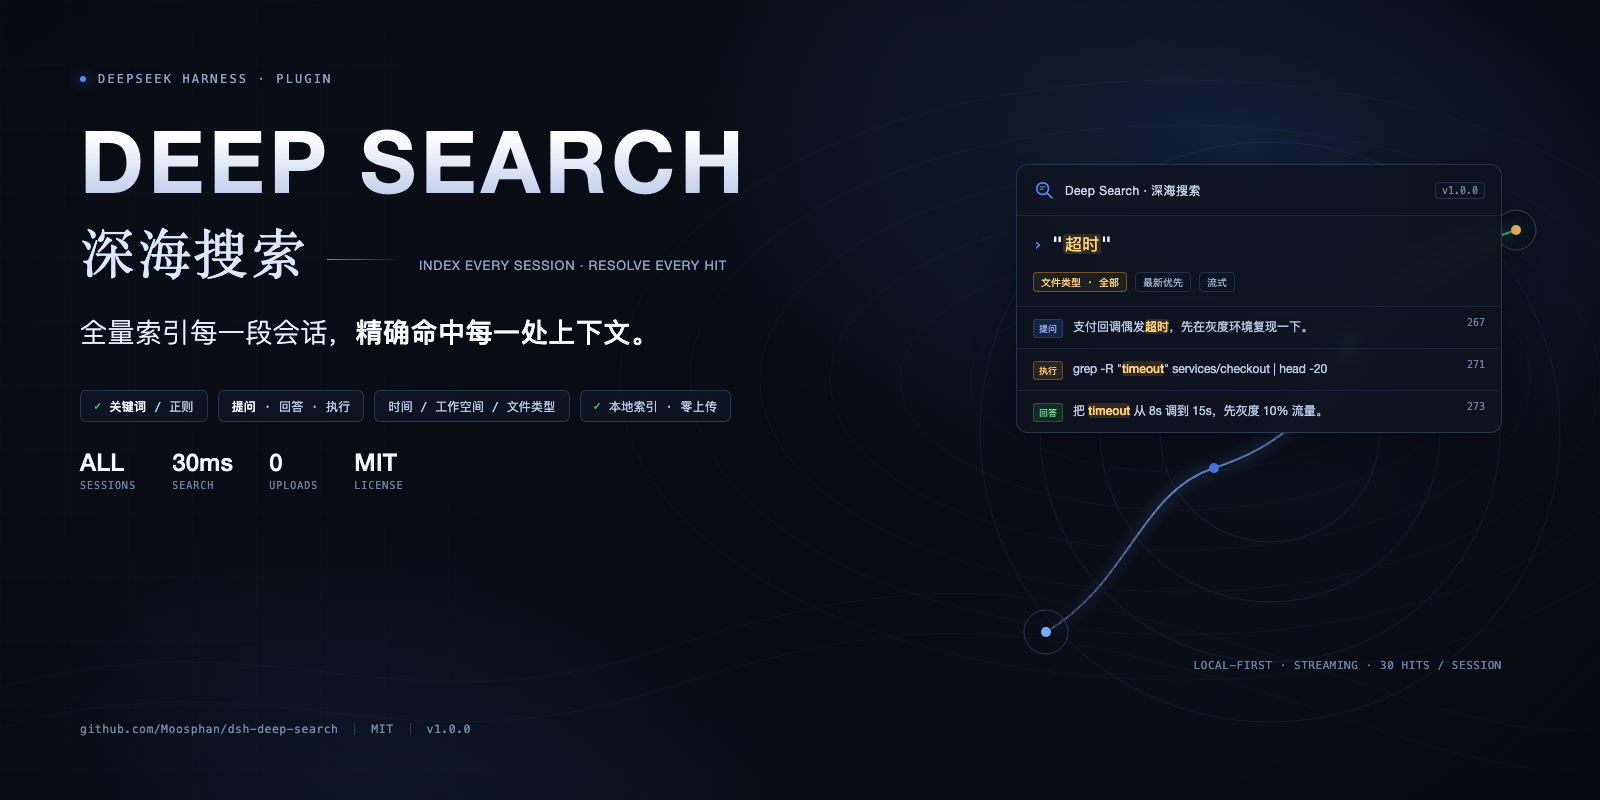 DEEPSEEK HARNESS · PLUGIN
DEEP SEARCH
深海搜索
INDEX EVERY SESSION · RESOLVE EVERY HIT
全量索引每一段会话，精确命中每一处上下文。
✓ 关键词 / 正则
提问 · 回答 · 执行
时间 / 工作空间 / 文件类型
✓ 本地索引 · 零上传
ALL
SESSIONS
30ms
SEARCH
0
UPLOADS
MIT
LICENSE
Deep Search · 深海搜索
v1.0.0
› "超时"
文件类型 · 全部
最新优先
流式
提问 支付回调偶发超时，先在灰度环境复现一下。 267
执行 grep -R "timeout" services/checkout | head -20 271
回答 把 timeout 从 8s 调到 15s，先灰度 10% 流量。 273
LOCAL-FIRST · STREAMING · 30 HITS / SESSION
github.com/Moosphan/dsh-deep-search | MIT | v1.0.0